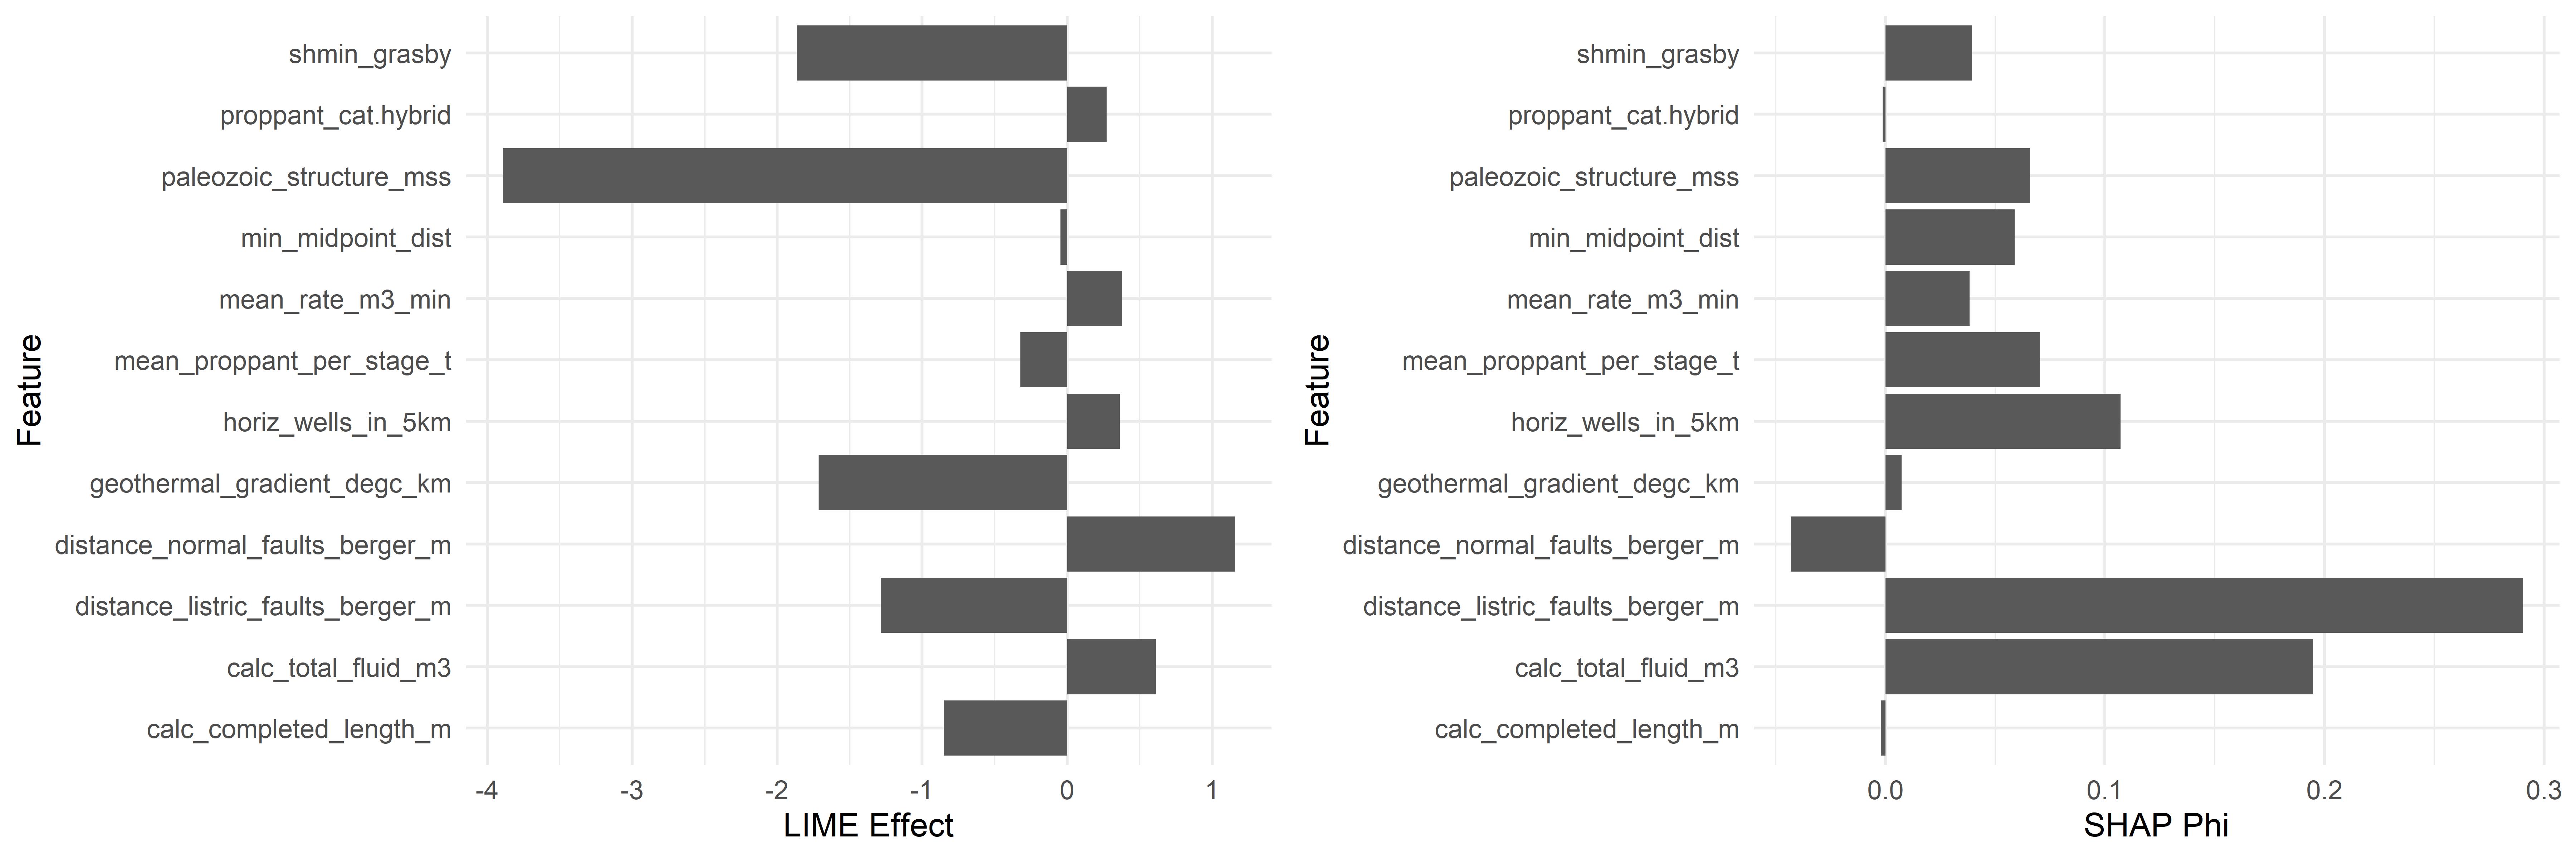 shmin_grasby
proppant_cat.hybrid
paleozoic_structure_mss
min_midpoint_dist
mean_rate_m3_min
mean_proppant_per_stage_t
horiz_wells_in_5km
geothermal_gradient_degc_km
distance_normal_faults_berger_m
distance_listric_faults_berger_m
calc_total_fluid_m3
calc_completed_length_m
Feature
-4 -3 -2 -1 0 1
LIME Effect
shmin_grasby
proppant_cat.hybrid
paleozoic_structure_mss
min_midpoint_dist
mean_rate_m3_min
mean_proppant_per_stage_t
horiz_wells_in_5km
geothermal_gradient_degc_km
distance_normal_faults_berger_m
distance_listric_faults_berger_m
calc_total_fluid_m3
calc_completed_length_m
Feature
0.0 0.1 0.2 0.3
SHAP Phi